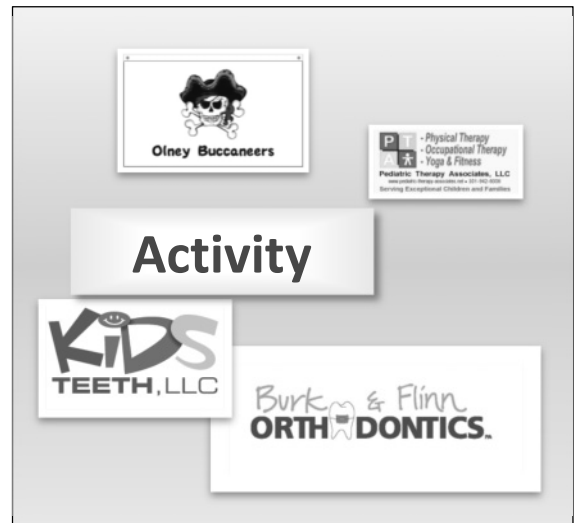 Olney Buccaneers
PTA
- Physical Therapy
- Occupational Therapy
- Yoga & Fitness
Pediatric Therapy Associates, LLC
Serving Exceptional Children and Families
Activity
KiDS
TEETH, LLC
Burk & Flinn
ORTHODONTICS